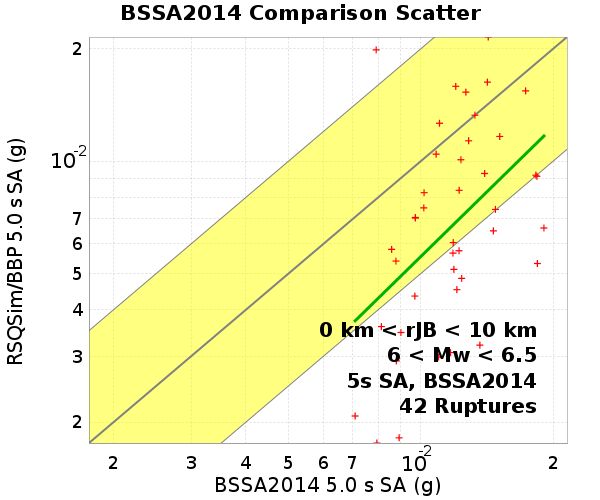 BSSA2014 Comparison Scatter
RSQSim/BBP 5.0 s SA (g)
2
10-2
7
6
5
4
3
2
0 km < rJB < 10 km
6 < Mw < 6.5
5s SA, BSSA2014
42 Ruptures
2 3 4 5 6 7 10-2 2
BSSA2014 5.0 s SA (g)